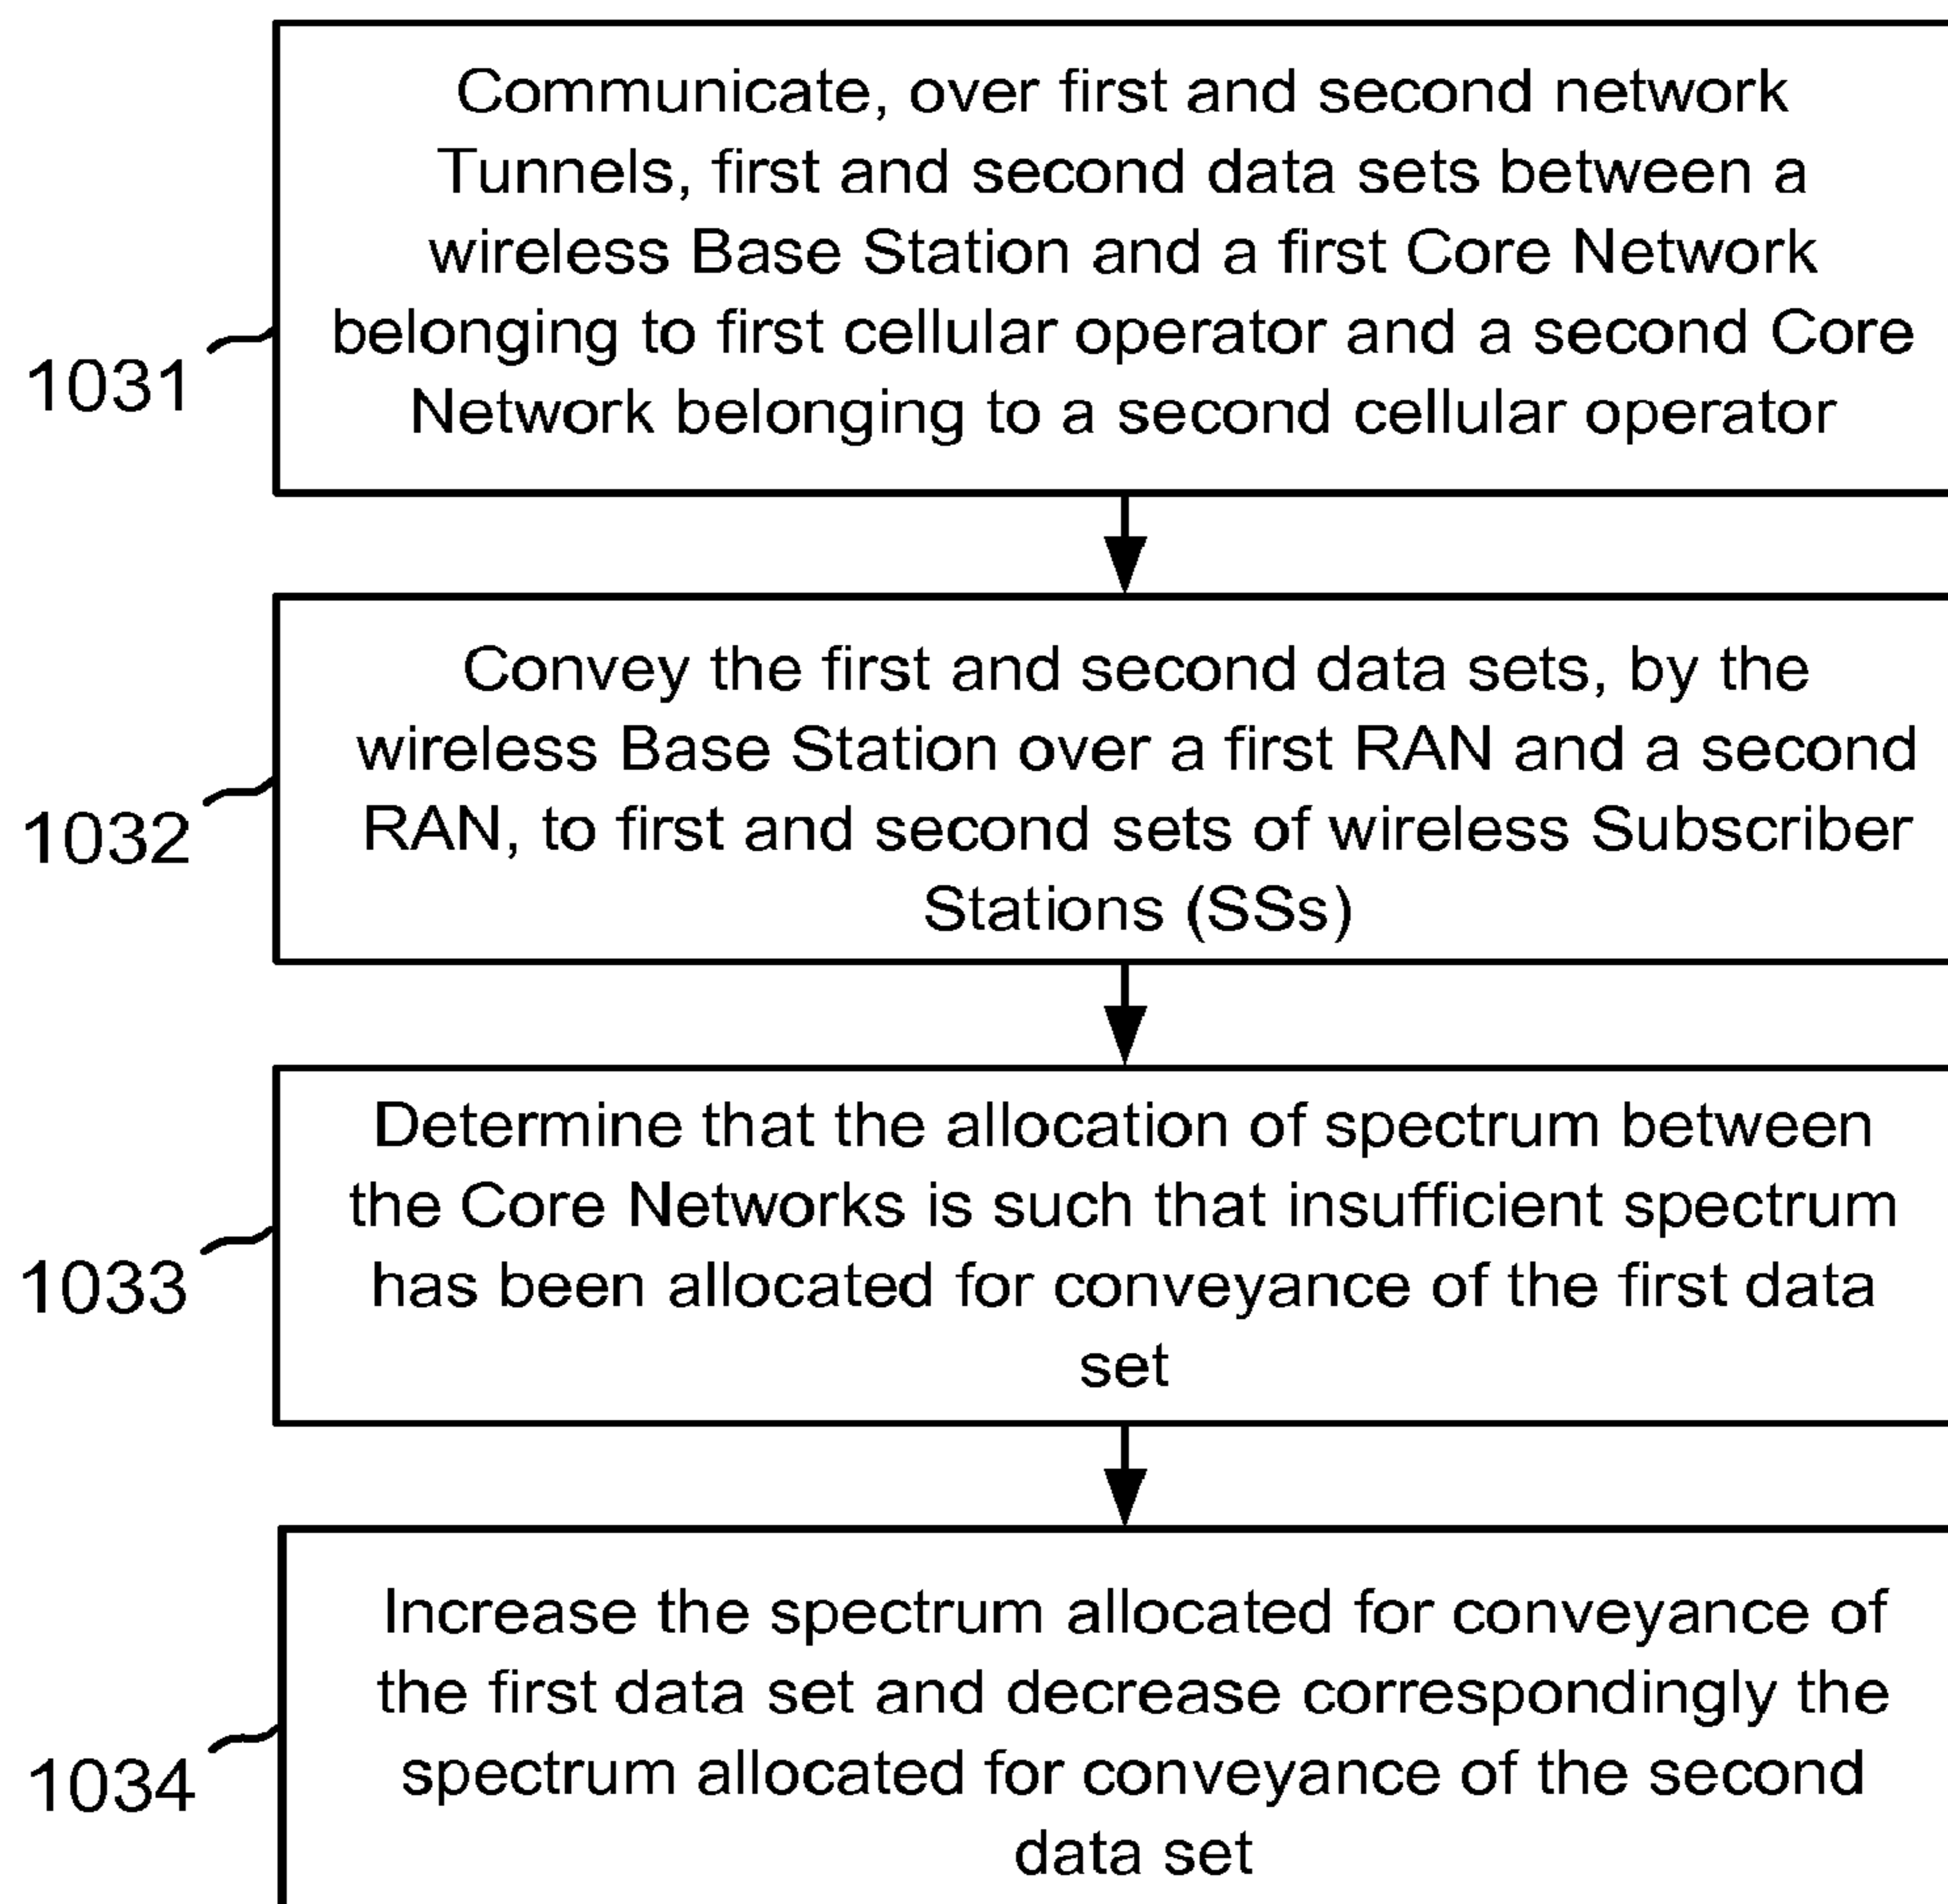 Communicate, over first and second network
Tunnels, first and second data sets between a
wireless Base Station and a first Core Network
belonging to first cellular operator and a second Core
Network belonging to a second cellular operator
1031
Convey the first and second data sets, by the
wireless Base Station over a first RAN and a second
RAN, to first and second sets of wireless Subscriber
Stations (SSs)
1032
Determine that the allocation of spectrum between
the Core Networks is such that insufficient spectrum
has been allocated for conveyance of the first data
set
1033
Increase the spectrum allocated for conveyance of
the first data set and decrease correspondingly the
spectrum allocated for conveyance of the second
data set
1034